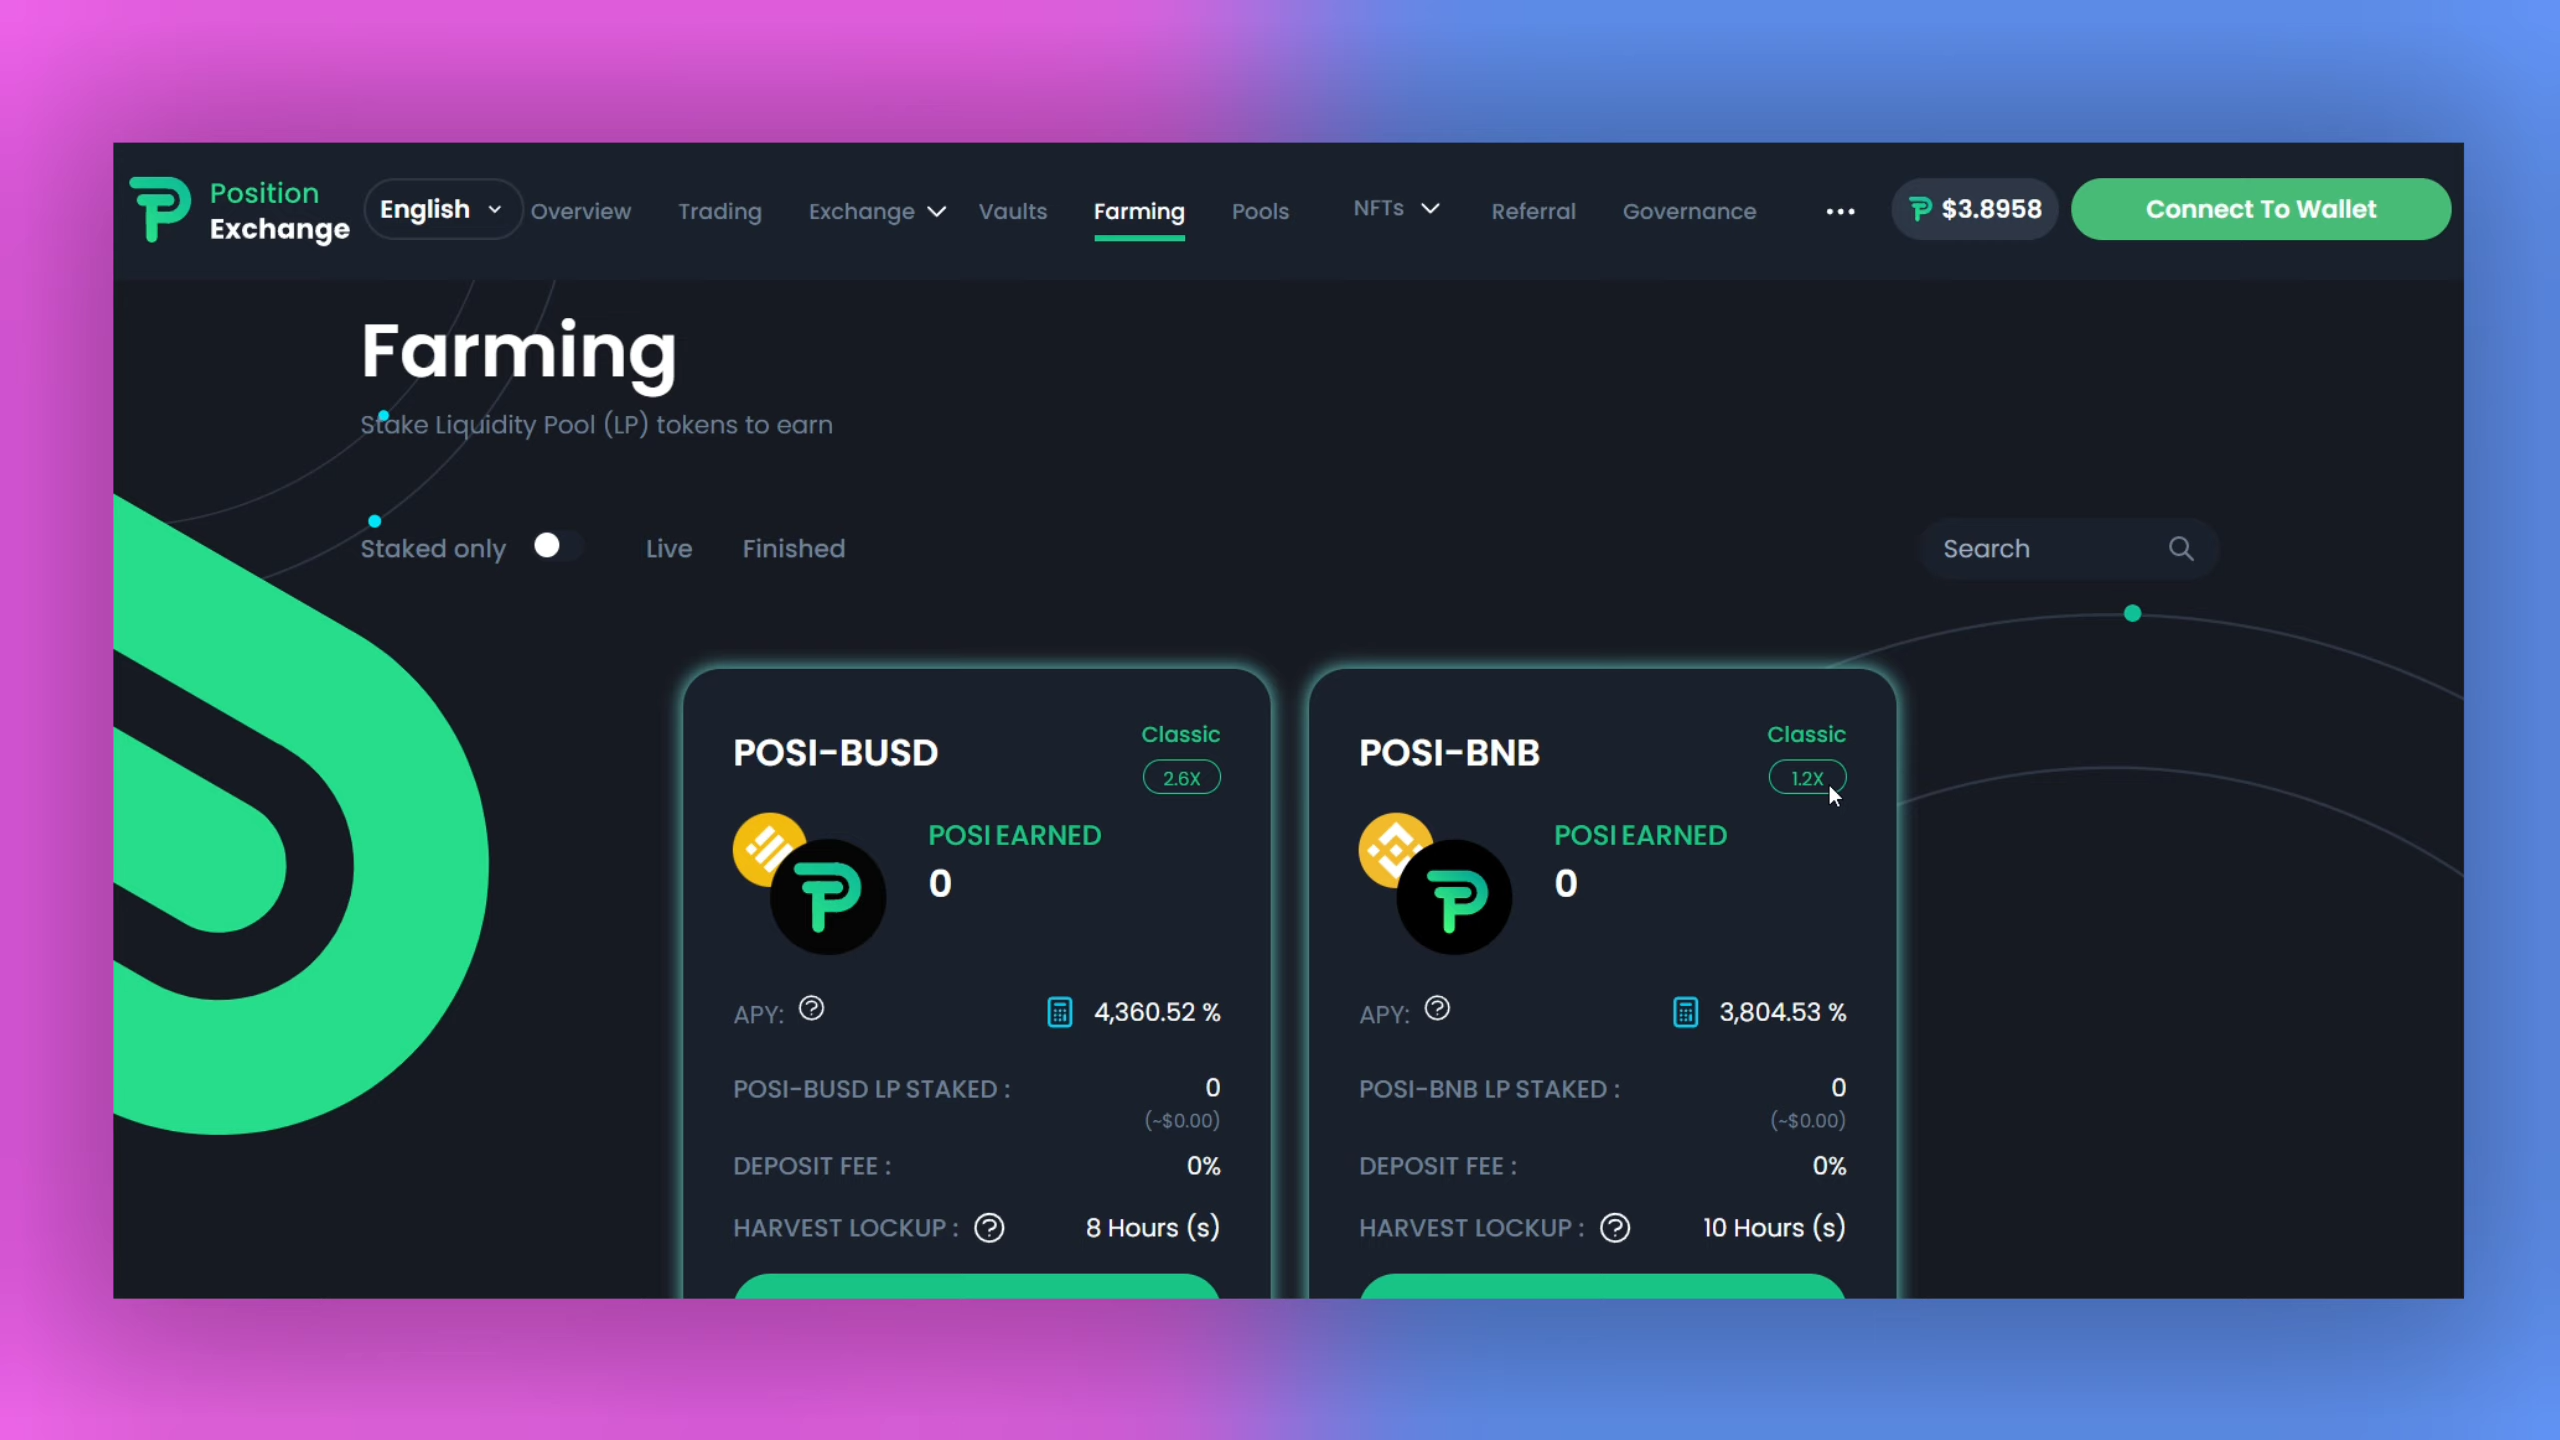 Position
Exchange
English
Overview
Trading
Exchange
Vaults
Farming
Pools
NFTs
Referral
Governance
$3.8958
Connect To Wallet
Farming
Stake Liquidity Pool (LP) tokens to earn
Staked only
Live
Finished
Search
POSI-BUSD
Classic
2.6X
POSI EARNED
0
APY:
4,360.52 %
POSI-BUSD LP STAKED :
0
(~$0.00)
DEPOSIT FEE :
0%
HARVEST LOCKUP :
8 Hours (s)
POSI-BNB
Classic
1.2X
POSI EARNED
0
APY:
3,804.53 %
POSI-BNB LP STAKED :
0
(~$0.00)
DEPOSIT FEE :
0%
HARVEST LOCKUP :
10 Hours (s)